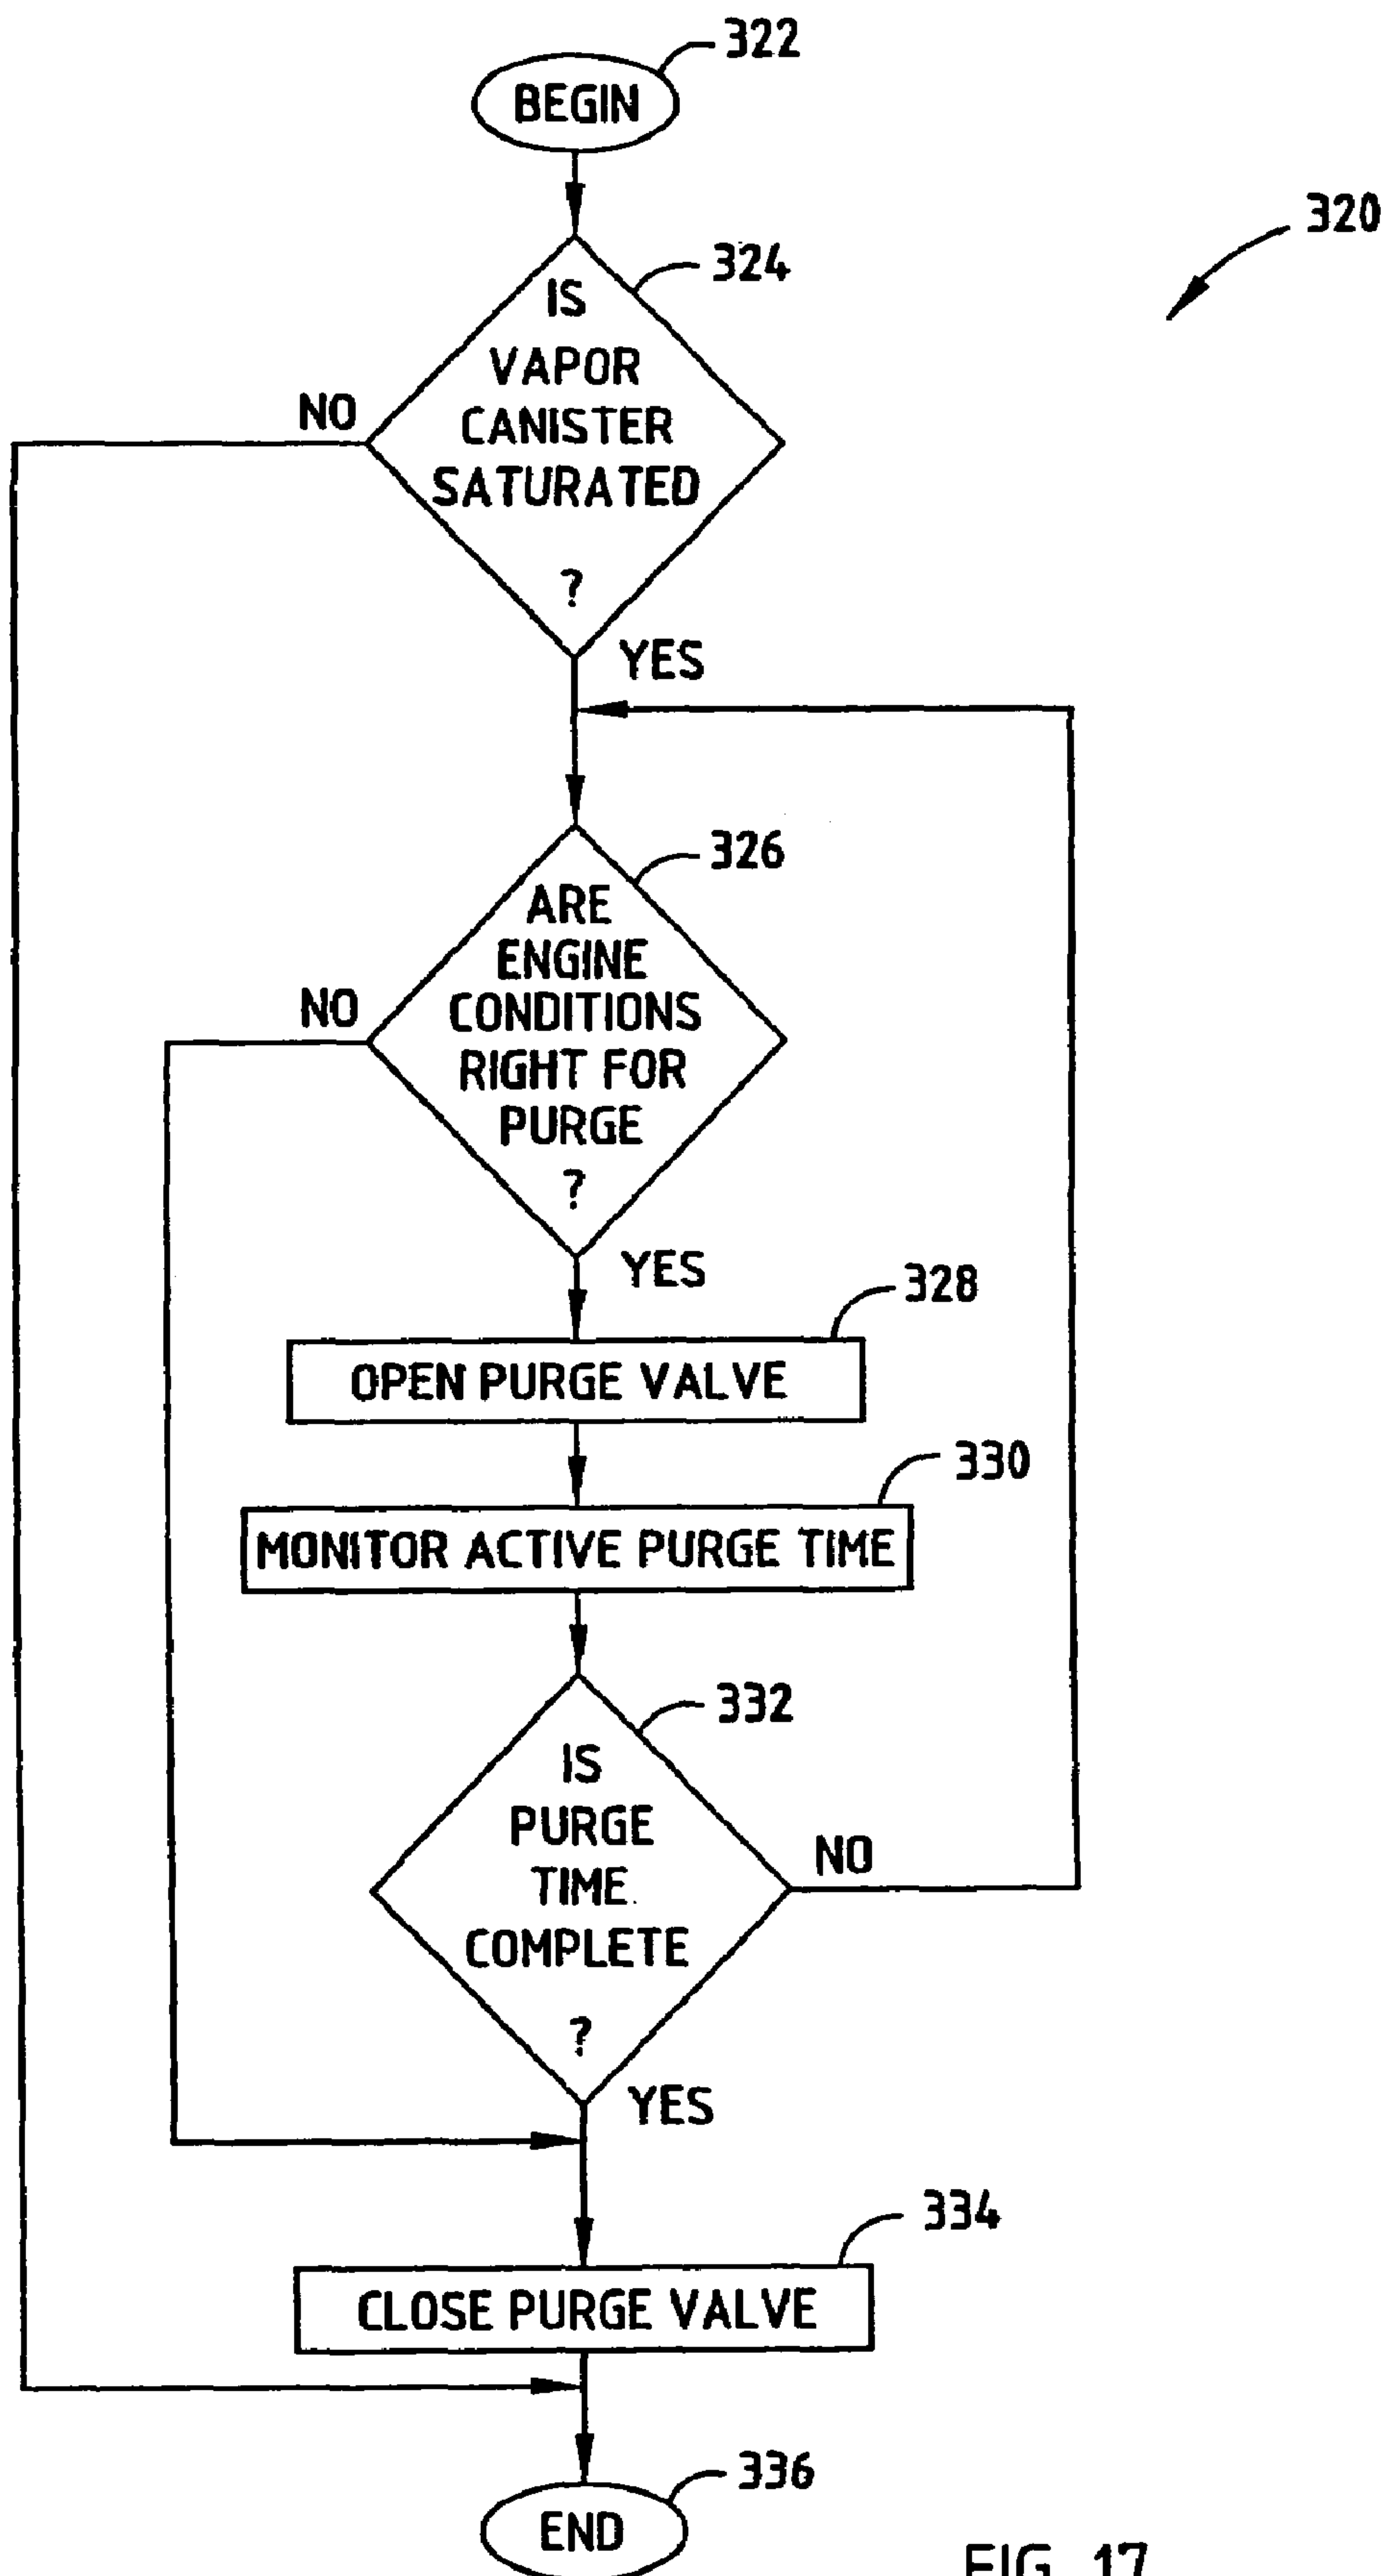 322
BEGIN
320
324
IS
VAPOR
CANISTER
SATURATED
?
NO
YES
326
ARE
ENGINE
CONDITIONS
RIGHT FOR
PURGE
?
NO
YES
328
OPEN PURGE VALVE
330
MONITOR ACTIVE PURGE TIME
332
IS
PURGE
TIME
COMPLETE
?
NO
YES
334
CLOSE PURGE VALVE
336
END
FIG. 17